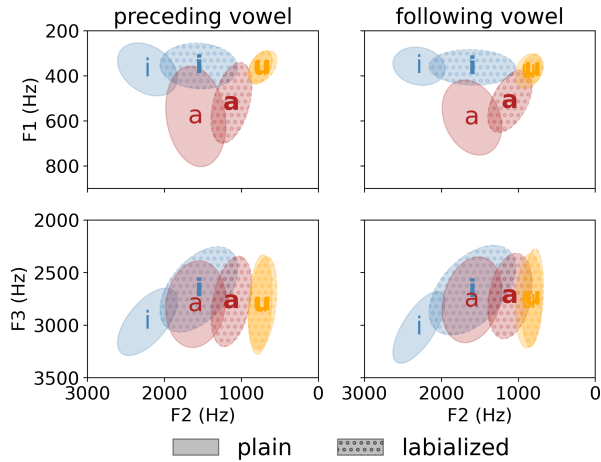 preceding vowel
following vowel
200
400
600
800
F1 (Hz)
i
i
u
a
a
i
i
u
a
a
2000
2500
3000
3500
F3 (Hz)
i
i
a
a
u
i
i
a
a
u
3000 2000 1000 0
3000 2000 1000 0
F2 (Hz)
F2 (Hz)
plain
labialized